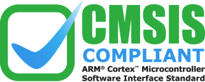 CMSIS
COMPLIANT
ARM® Cortex™ Microcontroller
Software Interface Standard